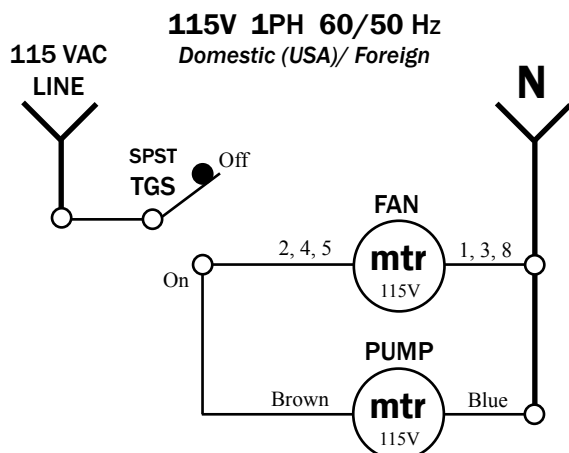 115V 1PH 60/50 Hz
Domestic (USA)/ Foreign
115 VAC
LINE
N
SPST
TGS
Off
On
FAN
2, 4, 5
mtr
115V
1, 3, 8
PUMP
Brown
mtr
115V
Blue